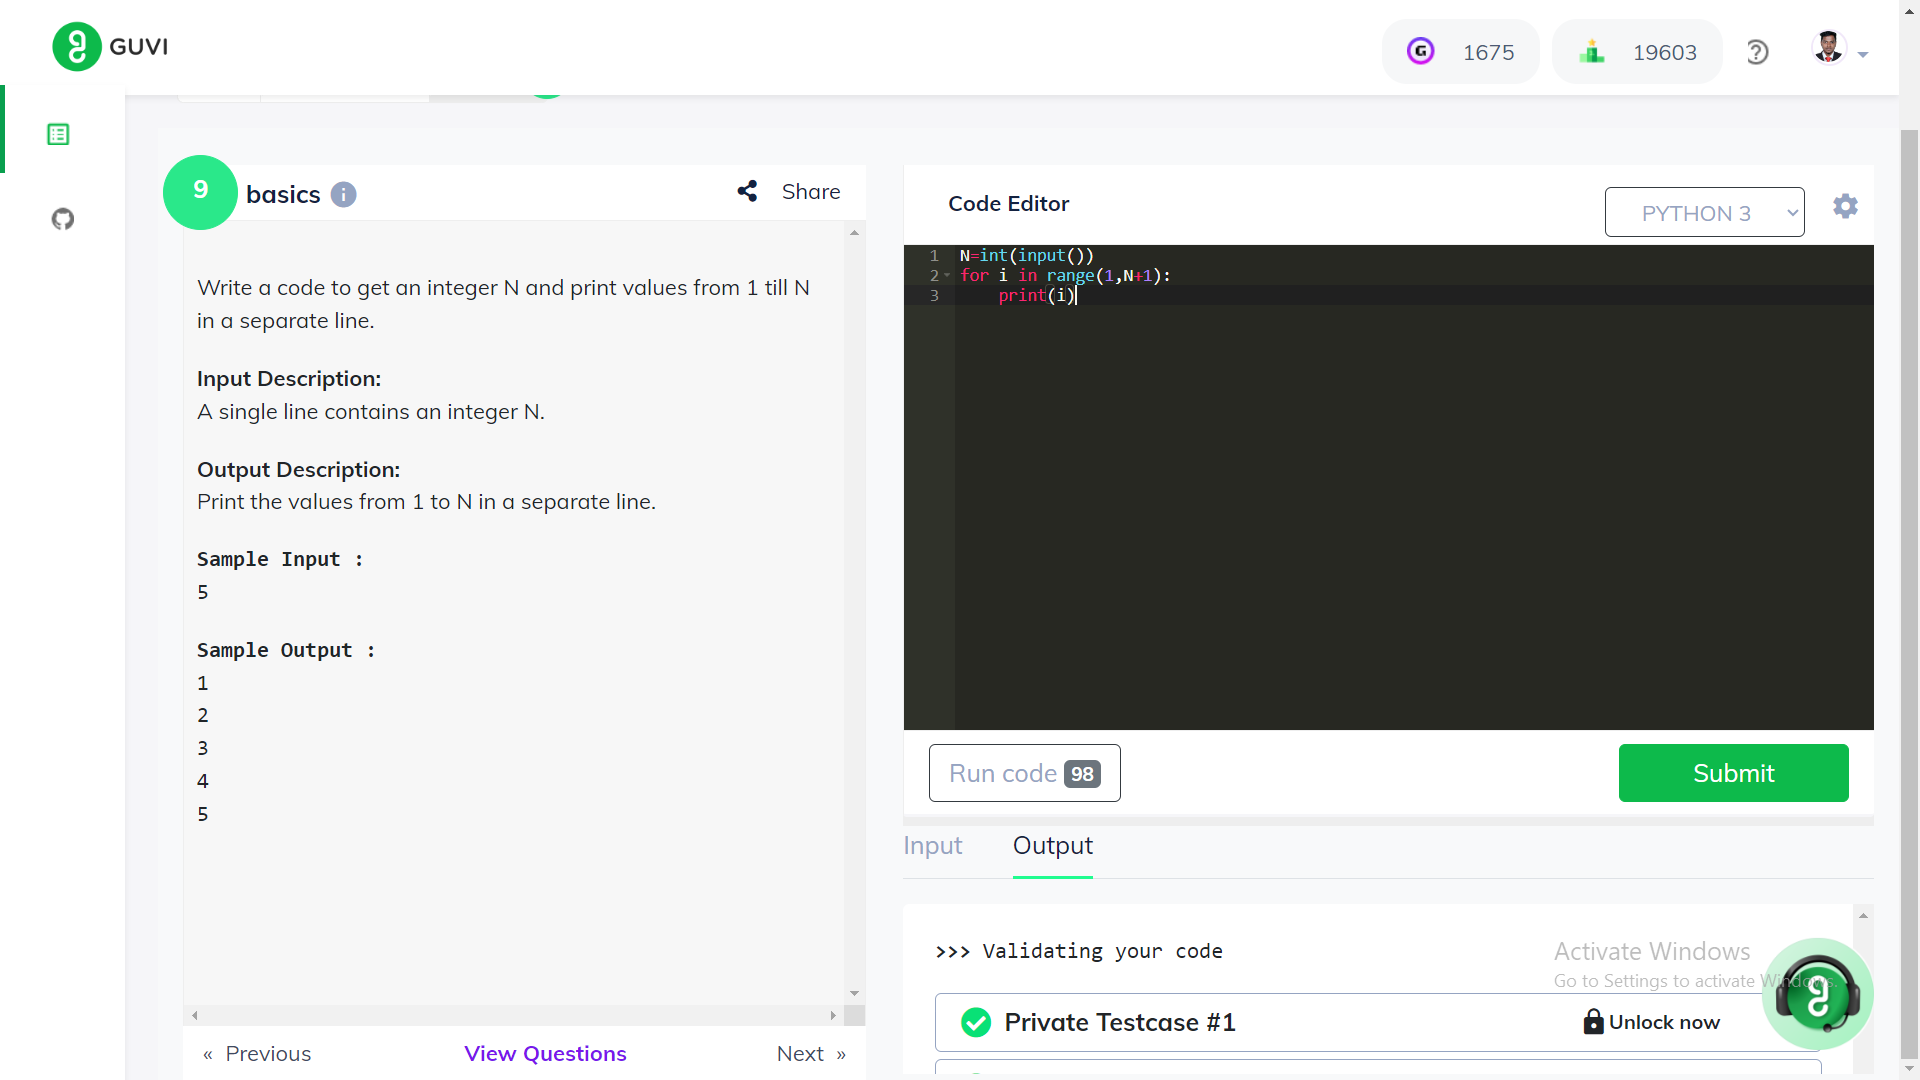 GUVI
G 1675
19603
?
9 basics i
Share
Write a code to get an integer N and print values from 1 till N
in a separate line.
Input Description:
A single line contains an integer N.
Output Description:
Print the values from 1 to N in a separate line.
Sample Input :
5
Sample Output :
1
2
3
4
5
« Previous
View Questions
Next »
Code Editor
PYTHON 3
1 N=int(input())
2 for i in range(1,N+1):
3 print(i)
Run code 98
Submit
Input
Output
>>> Validating your code
Private Testcase #1
Unlock now
Activate Windows
Go to Settings to activate Windows.